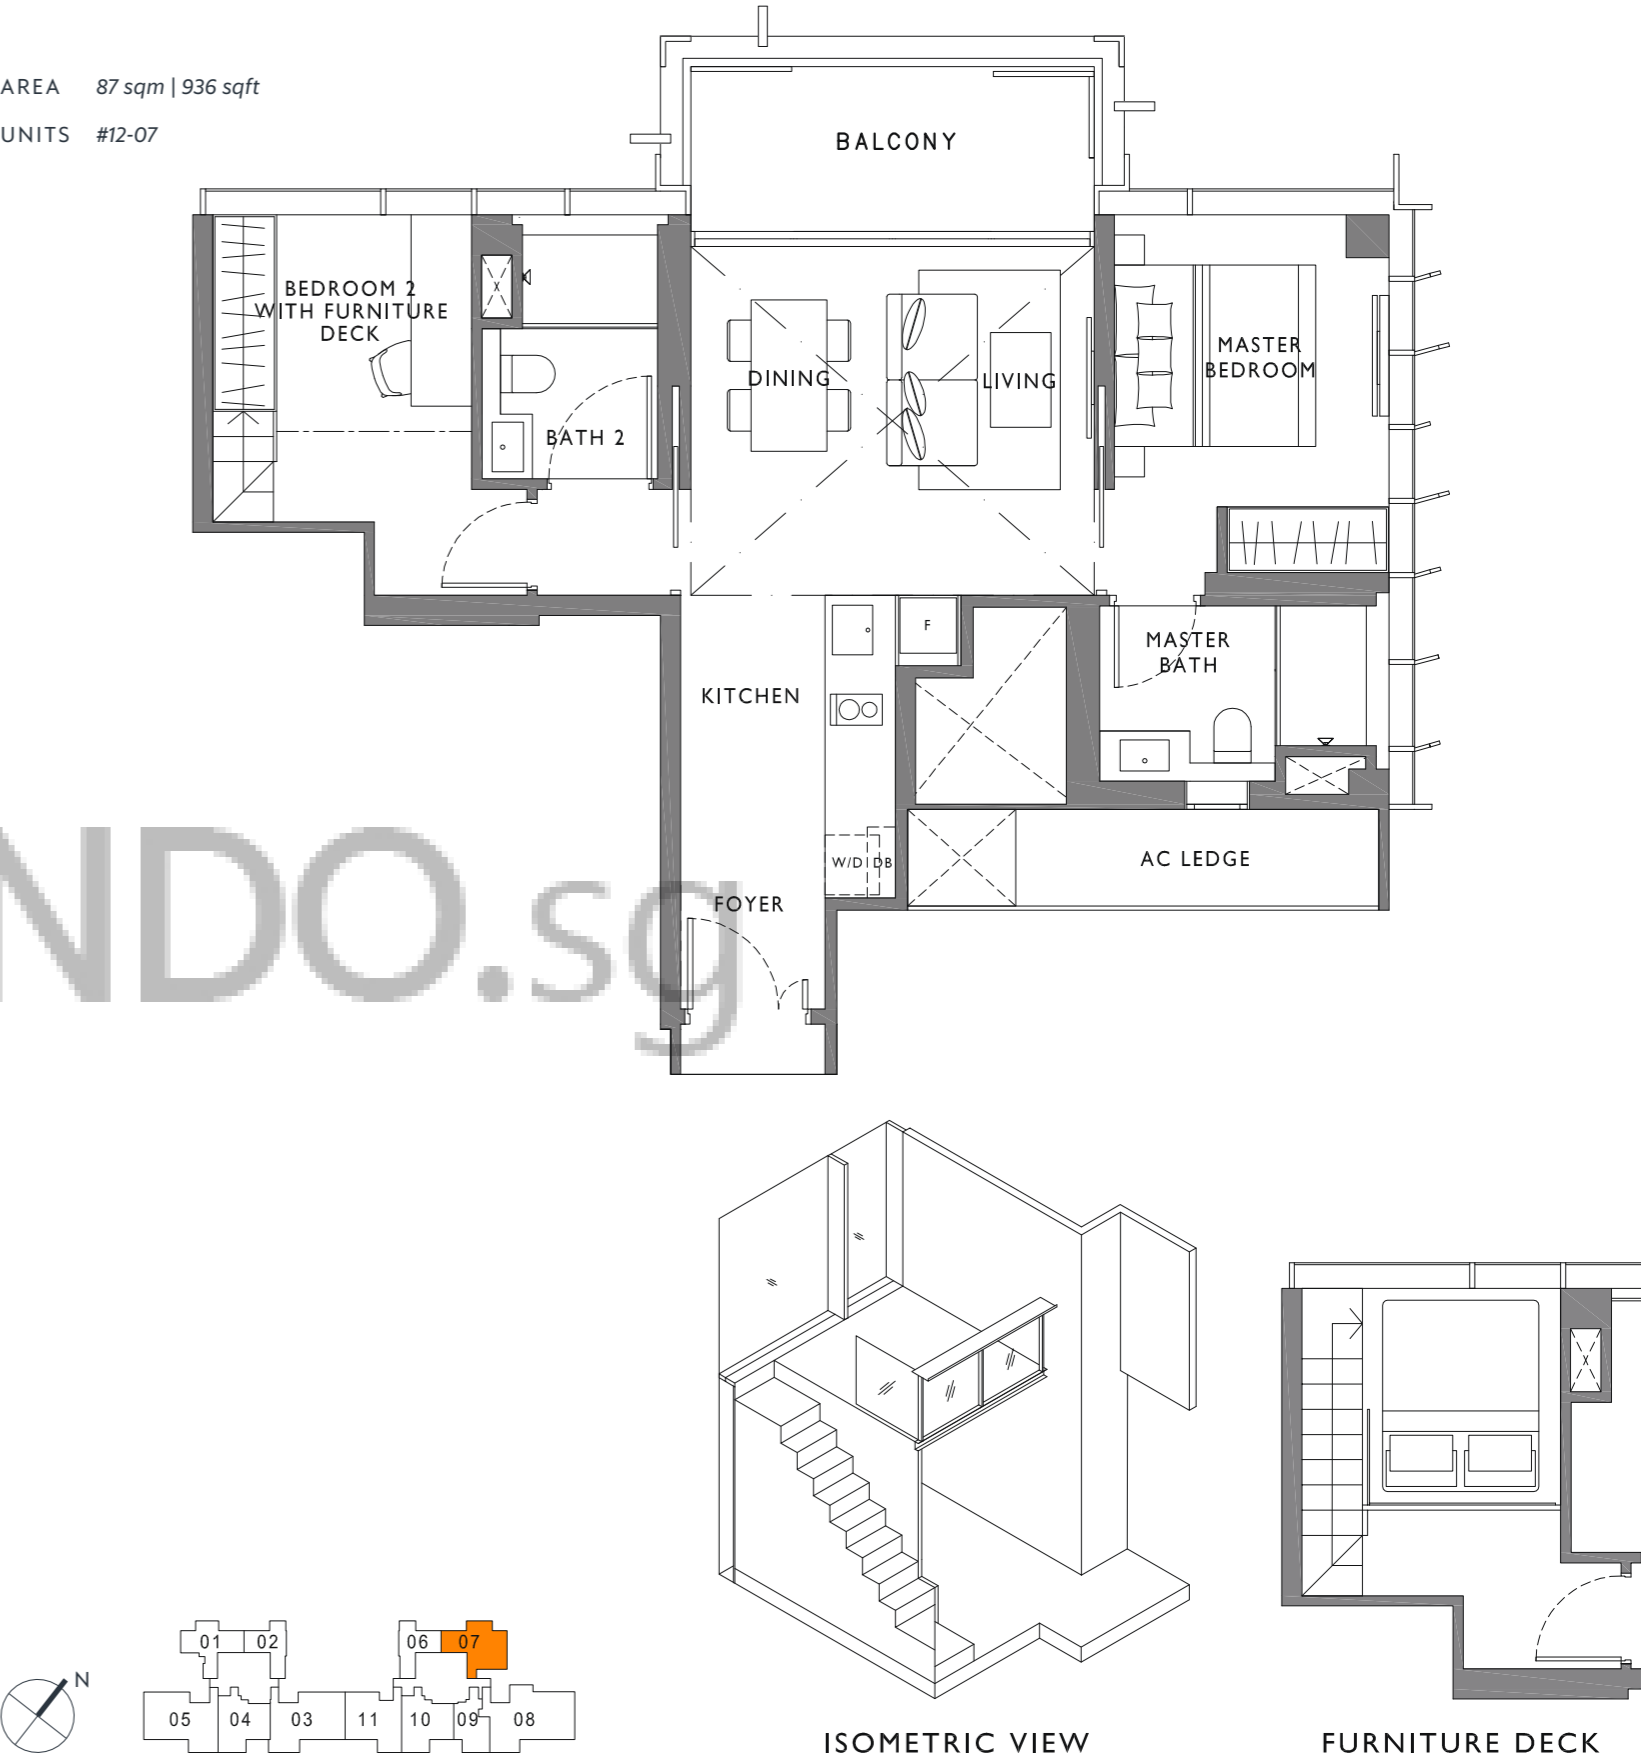 AREA 87 sqm | 936 sqft
UNITS #12-07
BALCONY
BEDROOM 2
WITH FURNITURE
DECK
MASTER
BEDROOM
DINING
LIVING
BATH 2
F
MASTER
BATH
KITCHEN
W/D DB
AC LEDGE
FOYER
NDO.sg
01 02 06 07
N
05 04 03 11 10 09 08
ISOMETRIC VIEW
FURNITURE DECK